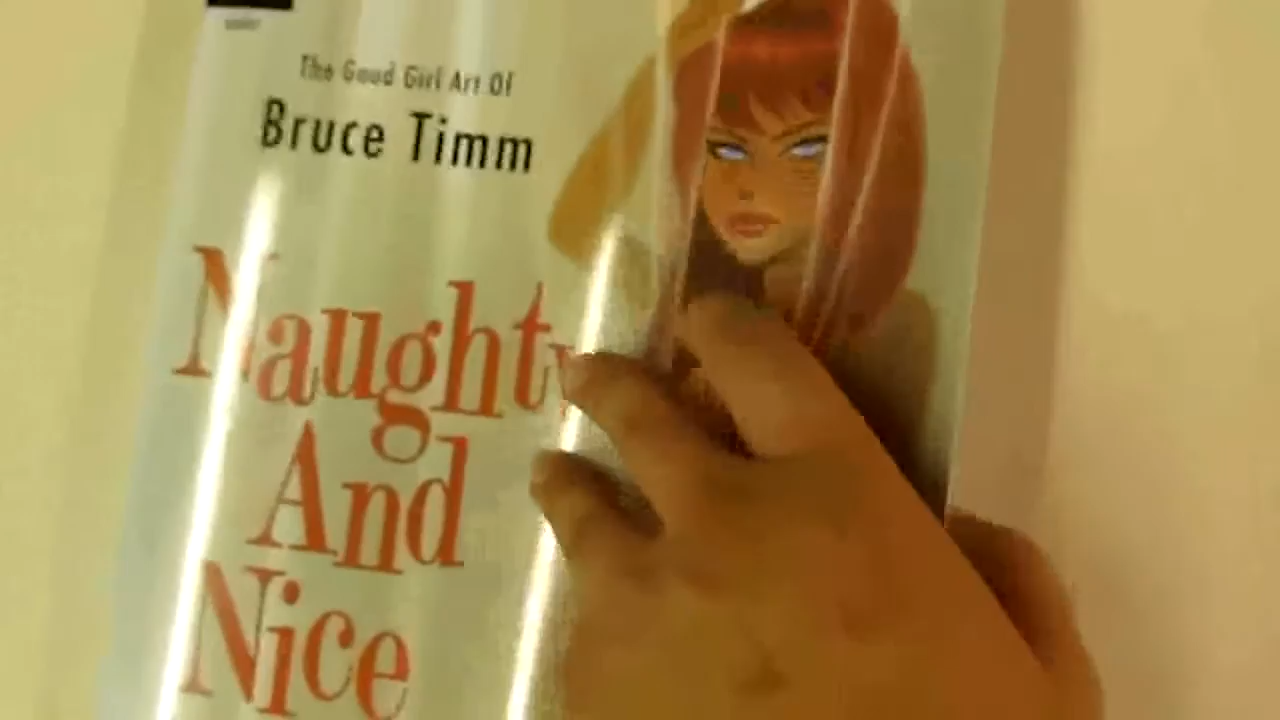 The Good Girl Art Of
Bruce Timm
Naughty
And
Nice